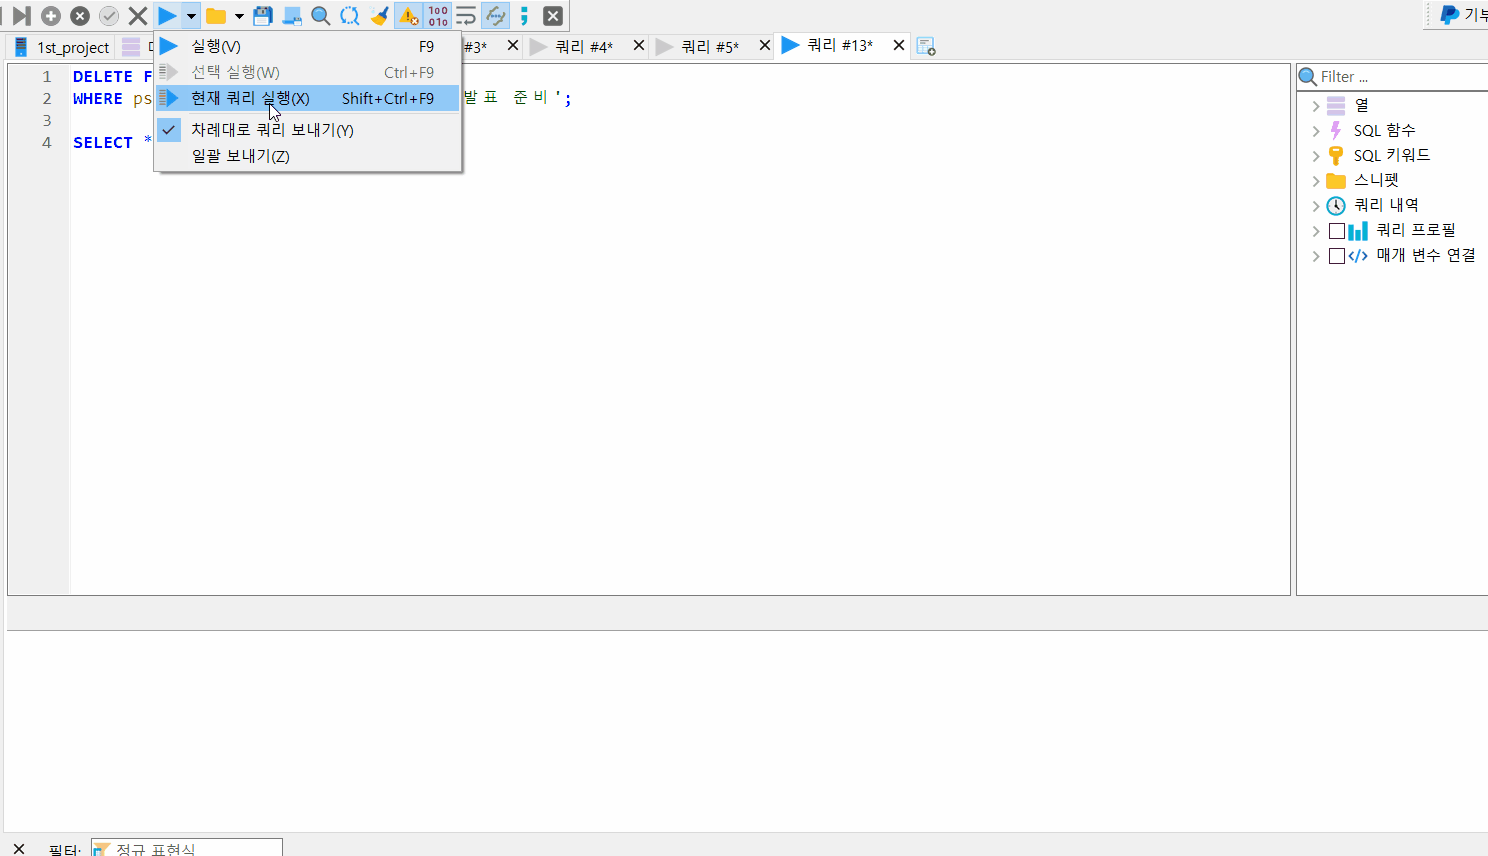 기부
1st_project
#3*
쿼리 #4*
쿼리 #5*
쿼리 #13*
실행(V) F9
선택 실행(W) Ctrl+F9
현재 쿼리 실행(X) Shift+Ctrl+F9
차례대로 쿼리 보내기(Y)
일괄 보내기(Z)
1 DELETE F
2 WHERE ps 발표 준비';
3
4 SELECT *
Filter ...
열
SQL 함수
SQL 키워드
스니펫
쿼리 내역
쿼리 프로필
매개 변수 연결
필터: 정규 표현식